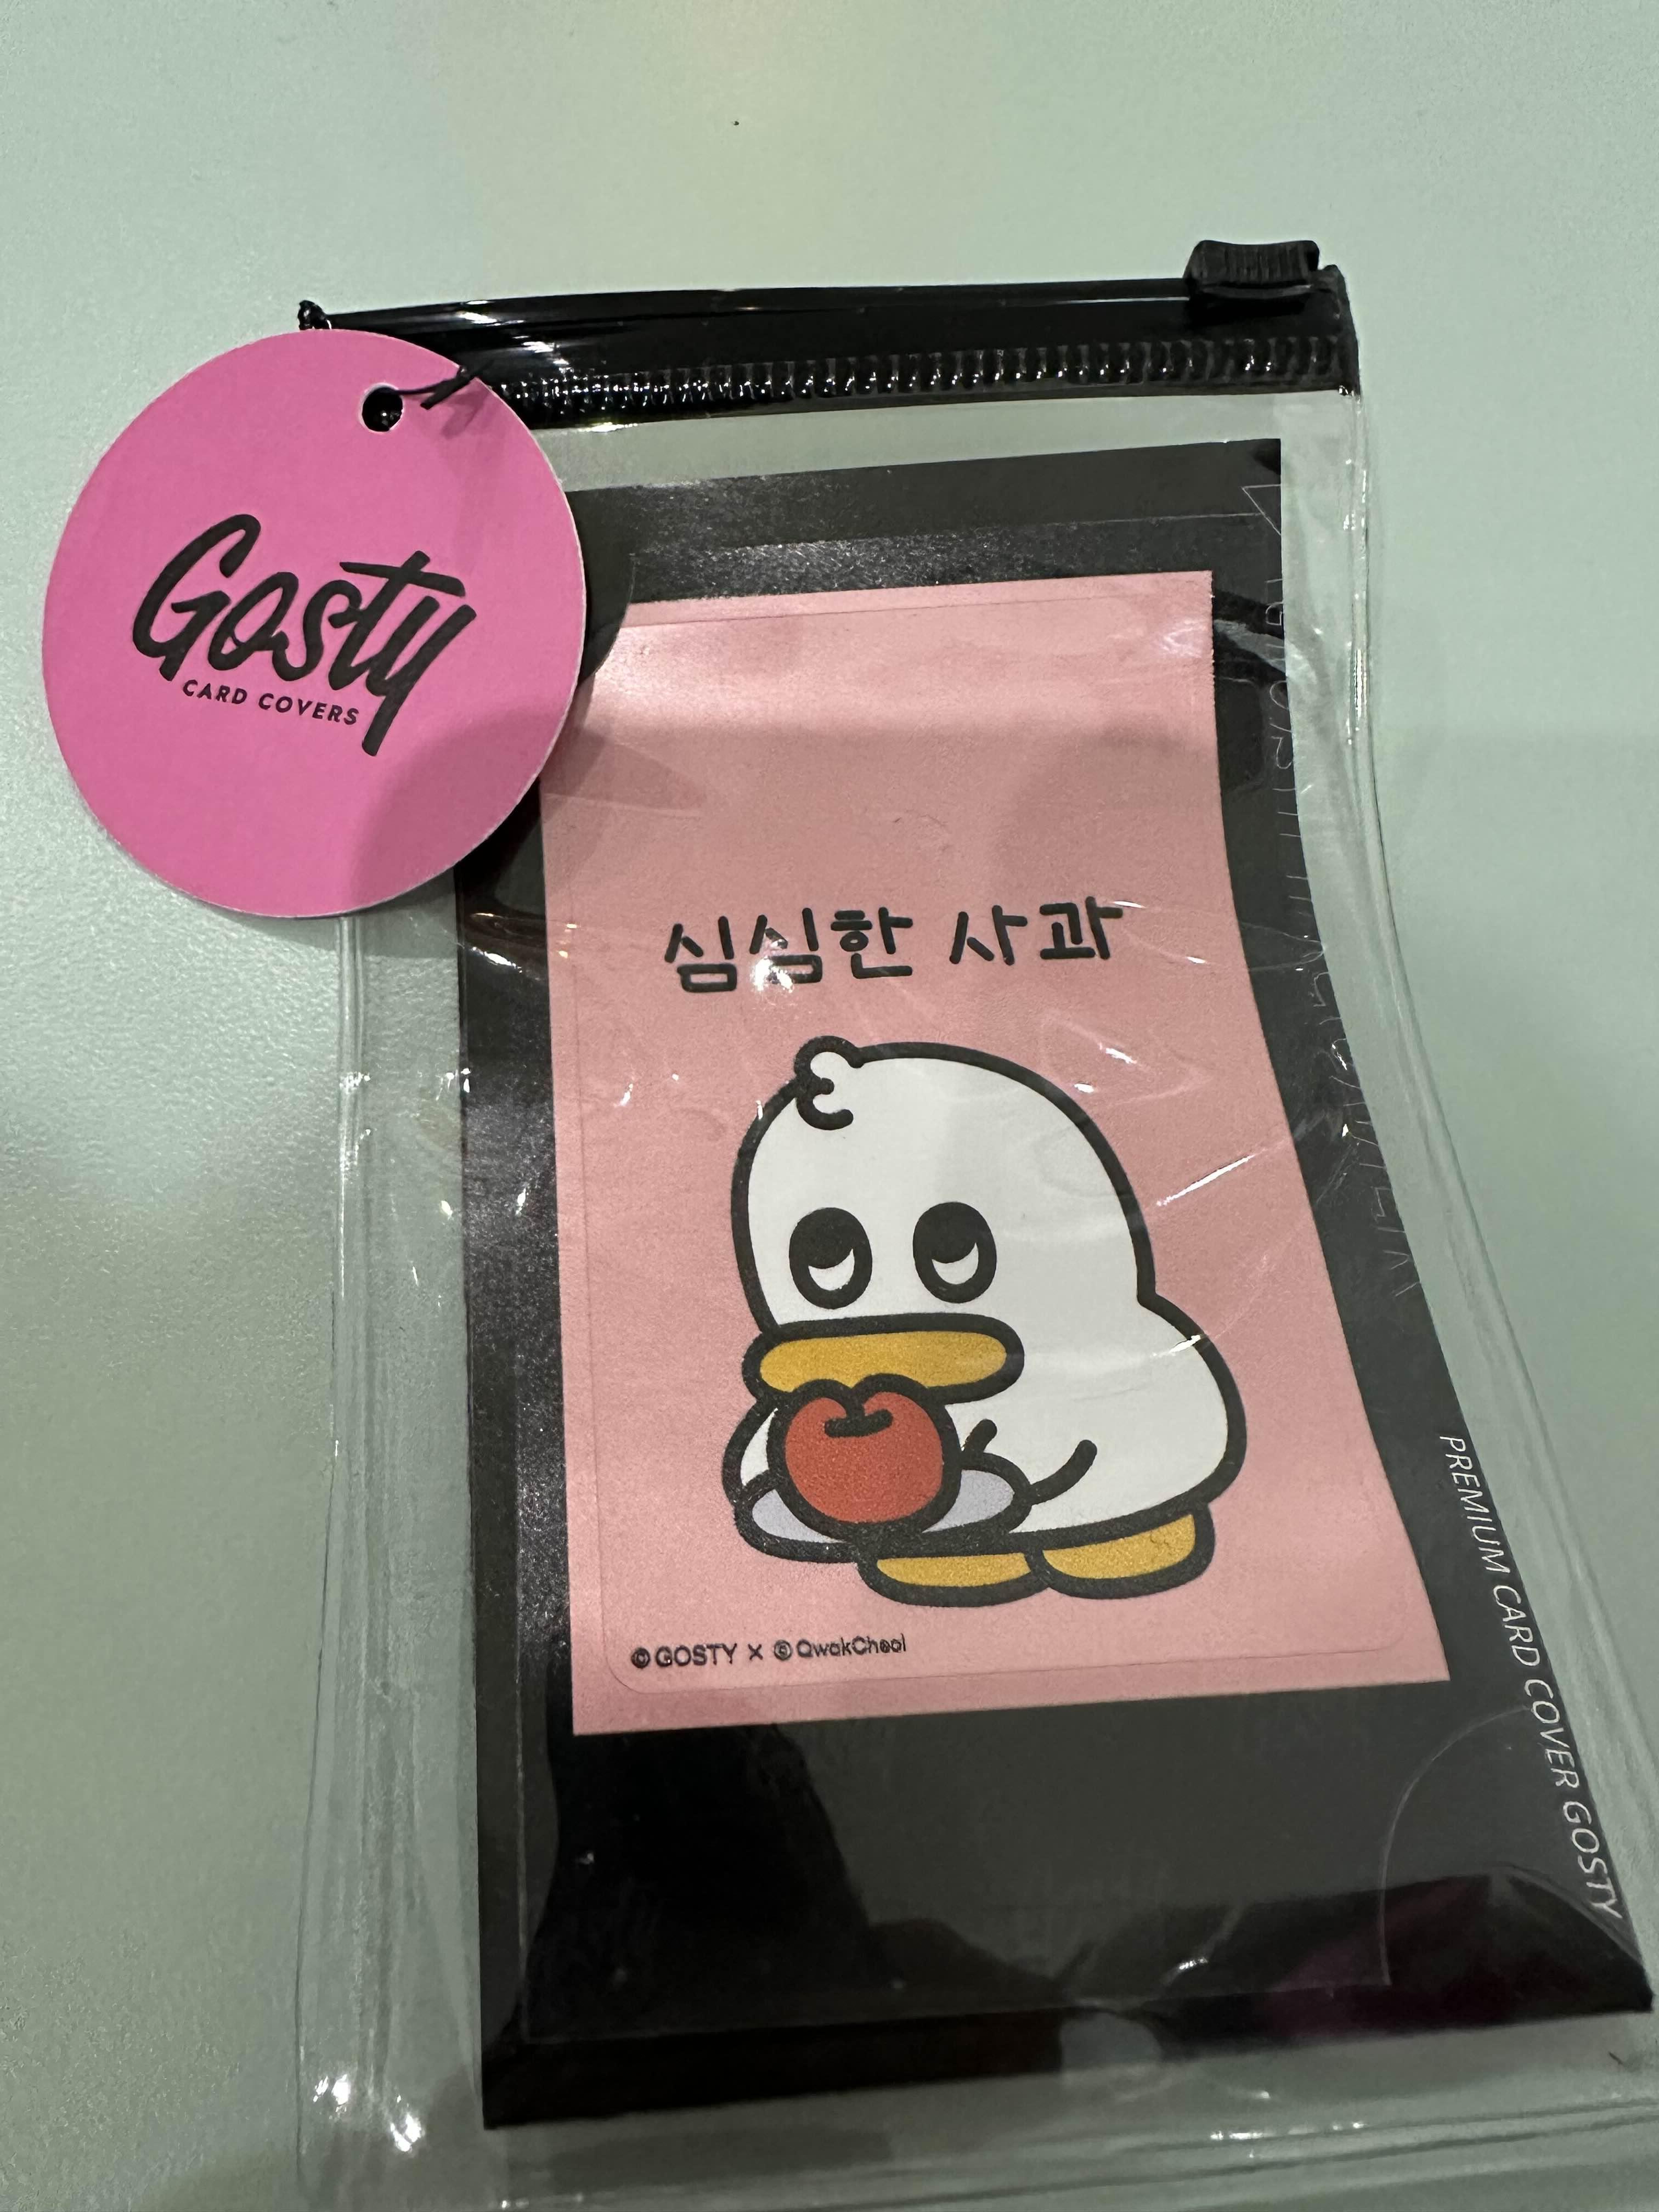 Gosty
CARD COVERS
심심한 사과
©GOSTY × ©QwakCheol
PREMIUM CARD COVER GOSTY